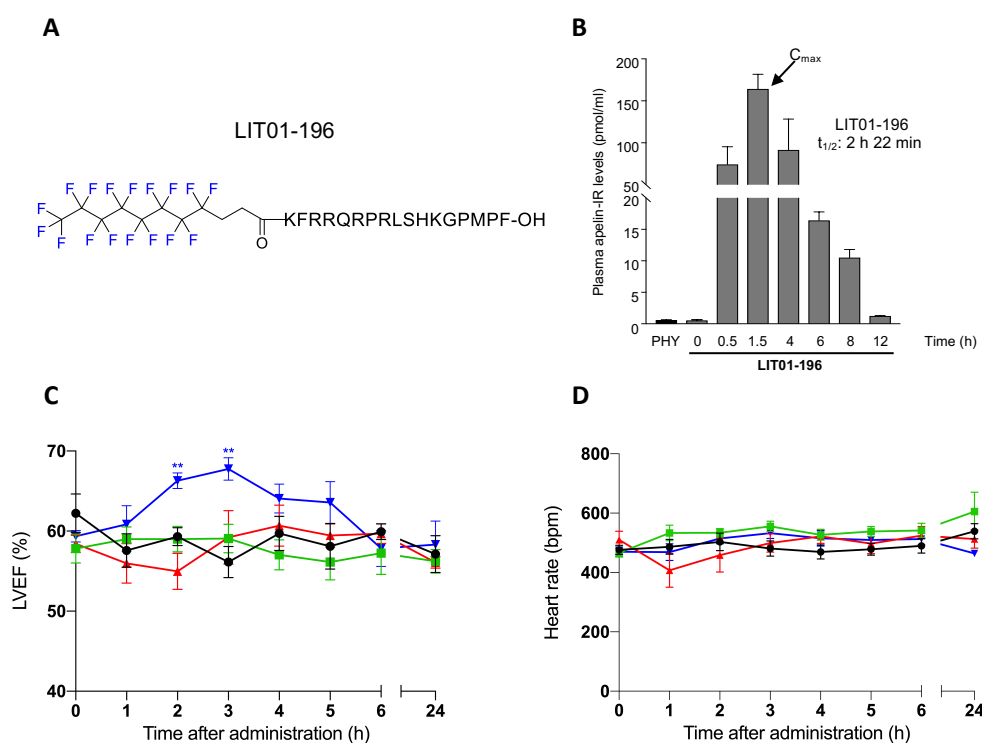 A
LIT01-196
F F F F F F F F
F
F
F F F F F F F F
O
KFRRQRPRLSHKGPMPF-OH
B
Plasma apelin-IR levels (pmol/ml)
200
150
100
50
20
15
10
5
0
Cmax
LIT01-196
t1/2: 2 h 22 min
PHY 0 0.5 1.5 4 6 8 12 Time (h)
LIT01-196
C
LVEF (%)
70
60
50
40
** **
0 1 2 3 4 5 6 24
Time after administration (h)
D
Heart rate (bpm)
800
600
400
200
0
0 1 2 3 4 5 6 24
Time after administration (h)